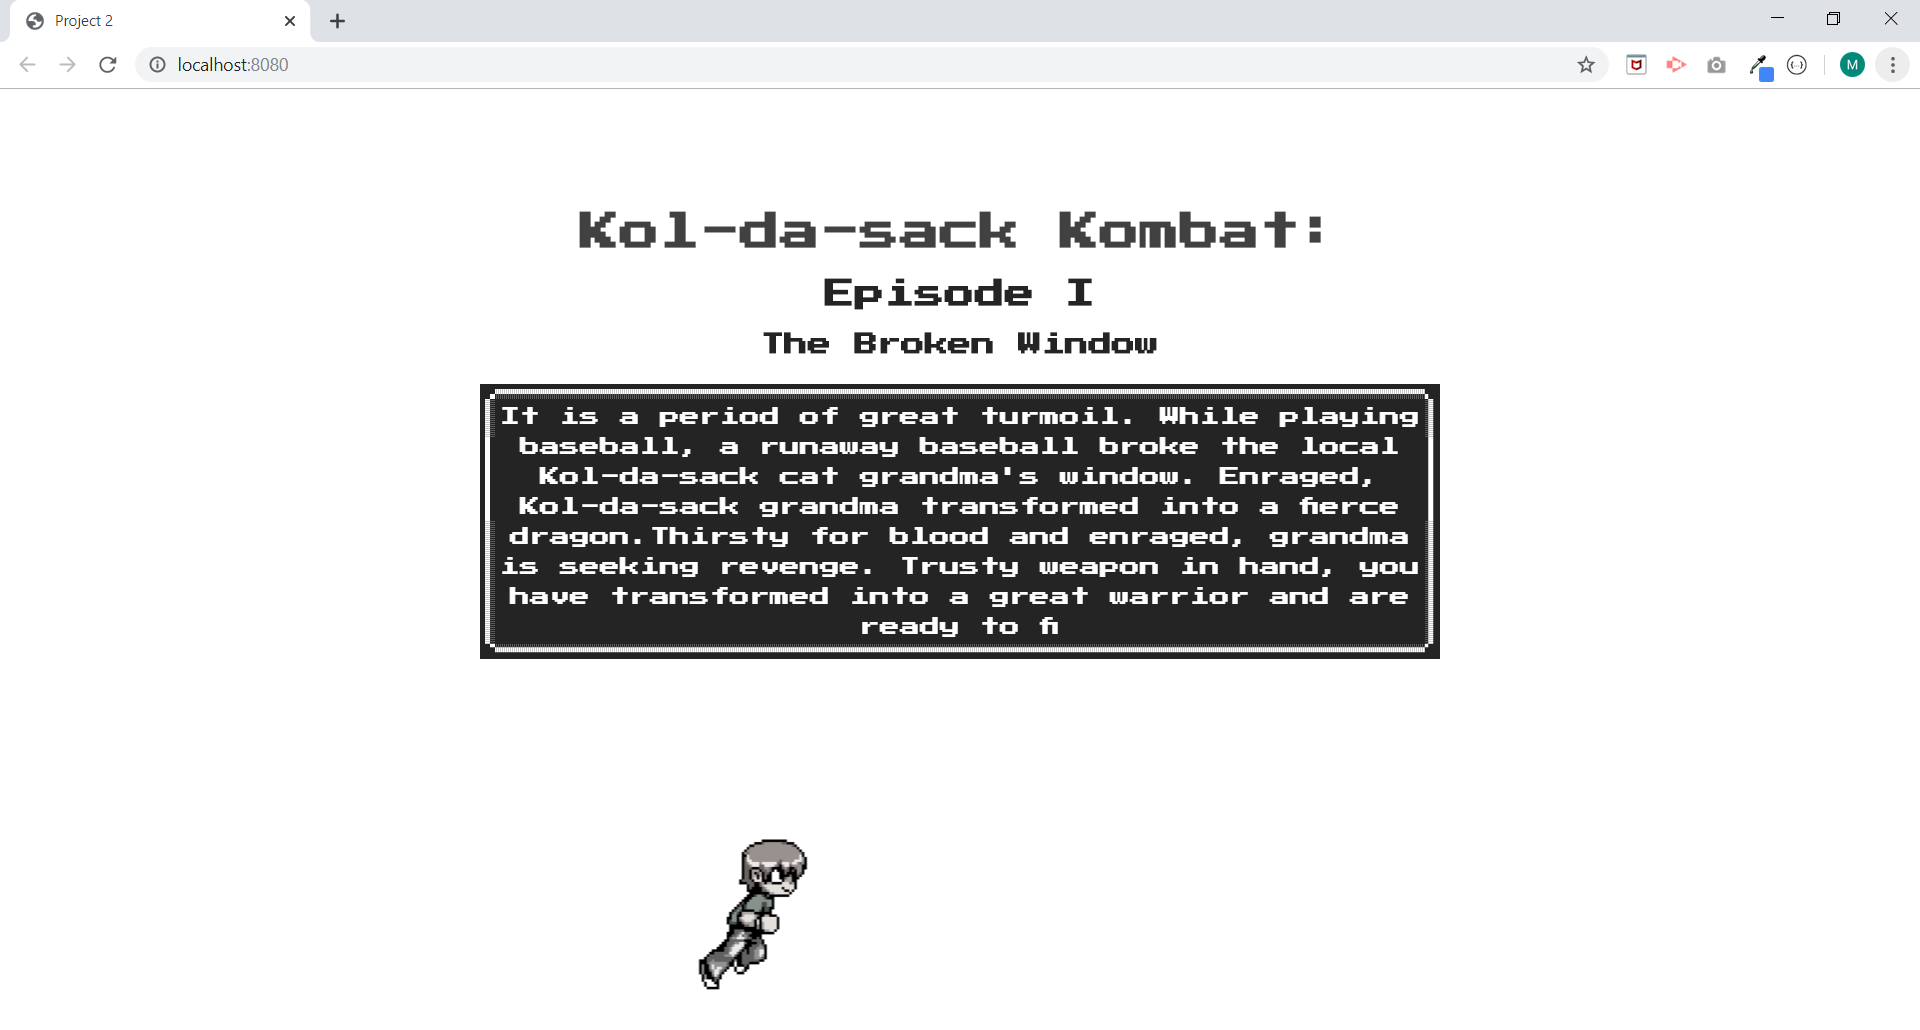 Project 2
localhost:8080
M
Kol-da-sack Kombat:
Episode I
The Broken Window
It is a period of great turmoil. While playing
baseball, a runaway baseball broke the local
Kol-da-sack cat grandma's window. Enraged,
Kol-da-sack grandma transformed into a fierce
dragon.Thirsty for blood and enraged, grandma
is seeking revenge. Trusty weapon in hand, you
have transformed into a great warrior and are
ready to fi